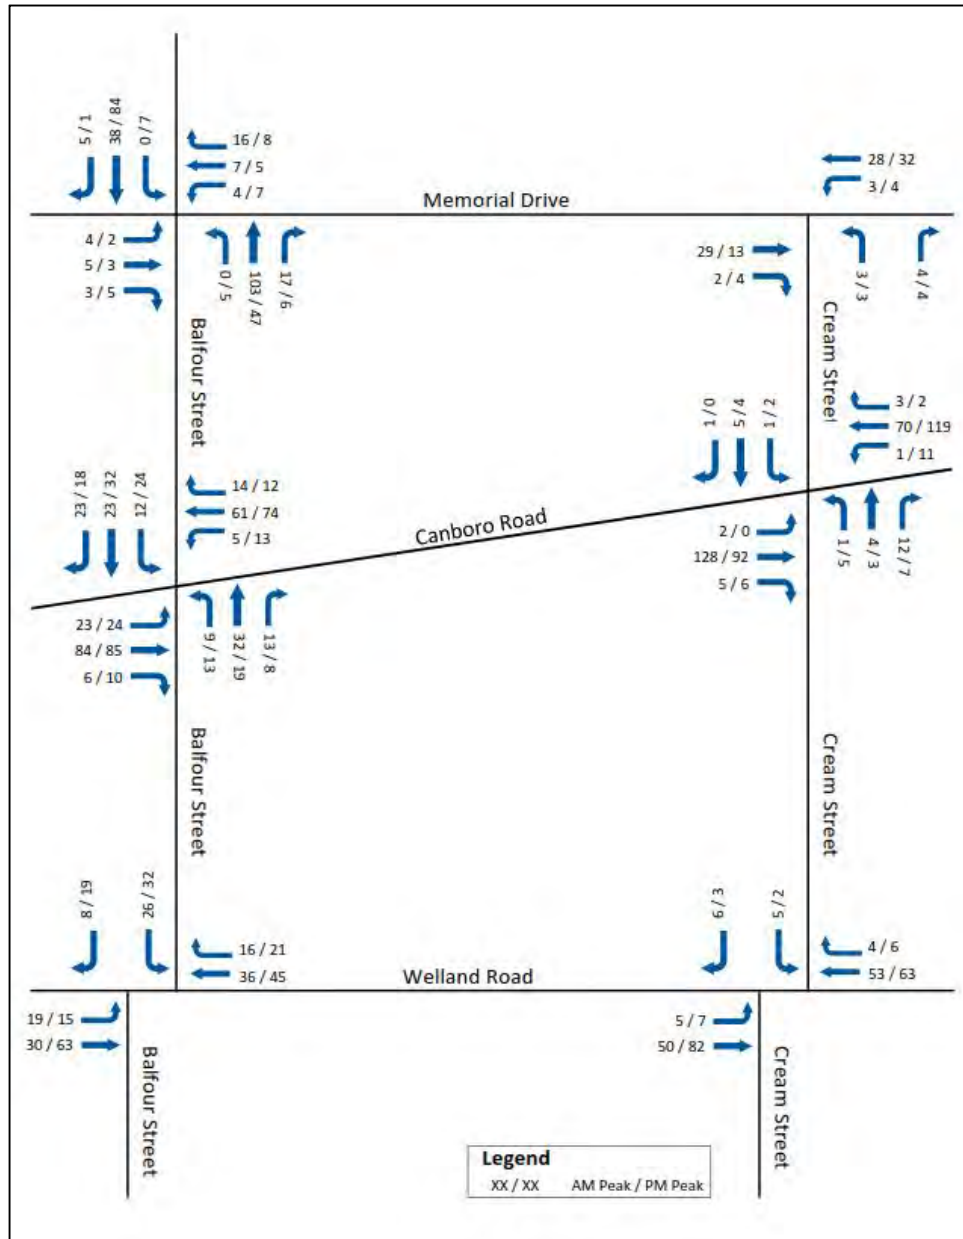 5 / 1
38 / 84
0 / 7
16 / 8
7 / 5
4 / 7
28 / 32
3 / 4
Memorial Drive
4 / 2
5 / 3
3 / 5
0 / 5
103 / 47
17 / 6
29 / 13
2 / 4
3 / 3
4 / 4
Balfour Street
Cream Street
1 / 0
5 / 4
1 / 2
3 / 2
70 / 119
1 / 11
23 / 18
23 / 32
12 / 24
14 / 12
61 / 74
5 / 13
Canboro Road
2 / 0
128 / 92
5 / 6
1 / 5
4 / 3
12 / 7
23 / 24
84 / 85
6 / 10
9 / 13
32 / 19
13 / 8
Balfour Street
Cream Street
8 / 19
26 / 32
16 / 21
36 / 45
Welland Road
6 / 3
5 / 2
4 / 6
53 / 63
19 / 15
30 / 63
5 / 7
50 / 82
Balfour Street
Cream Street
Legend
XX / XX AM Peak / PM Peak